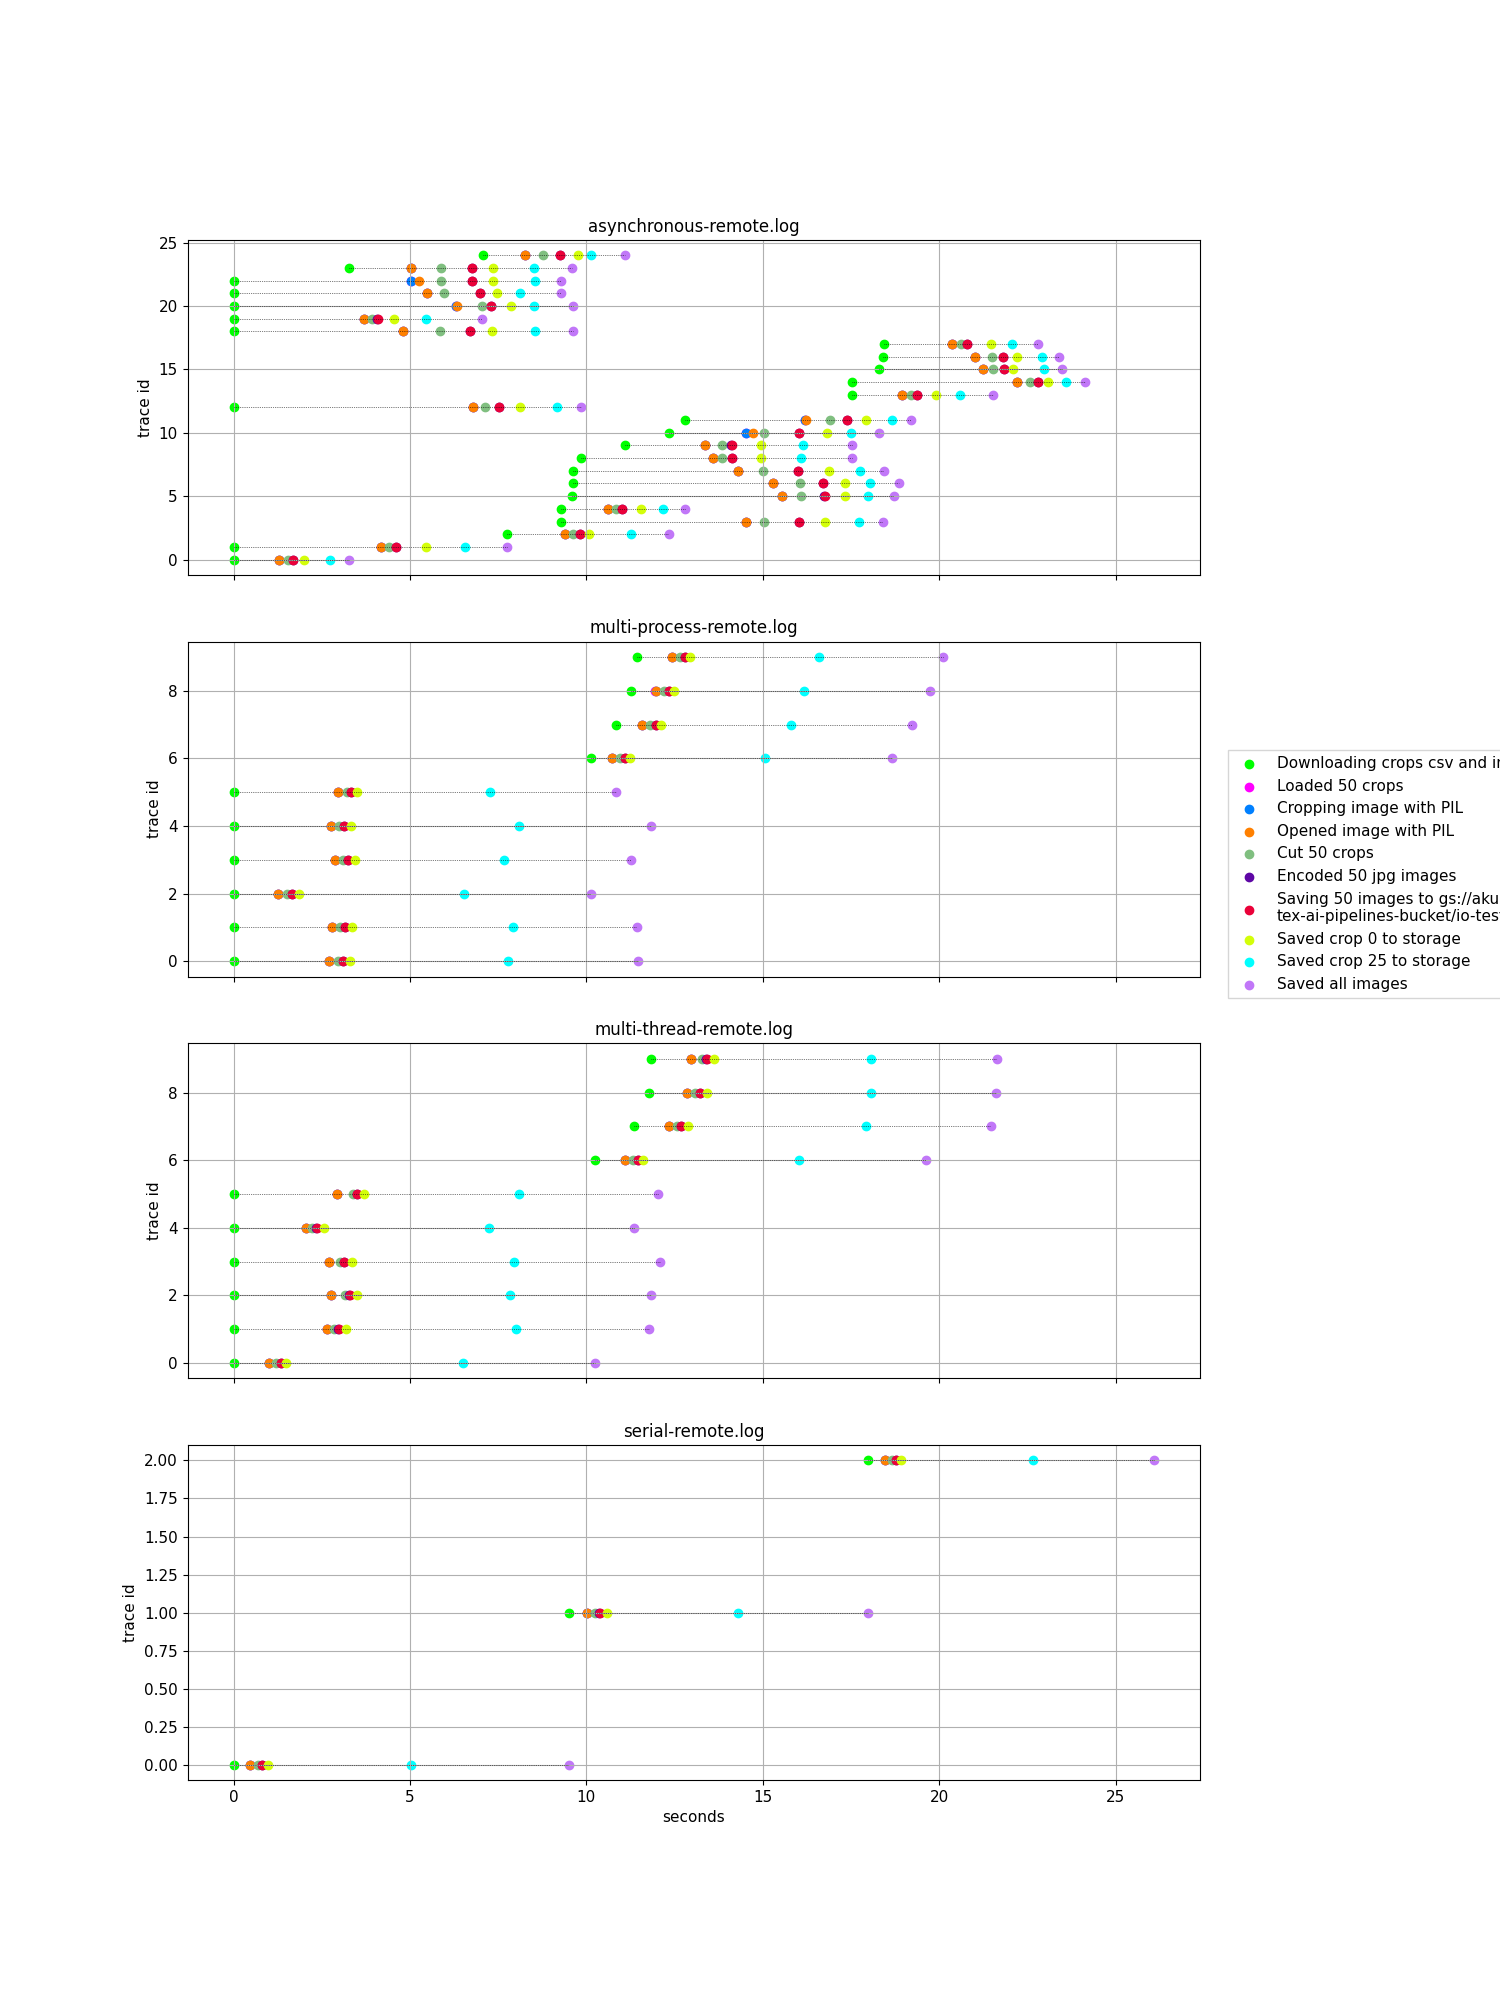 asynchronous-remote.log
25
20
15
10
5
0
trace id
multi-process-remote.log
8
6
4
2
0
trace id
Downloading crops csv and i
Loaded 50 crops
Cropping image with PIL
Opened image with PIL
Cut 50 crops
Encoded 50 jpg images
Saving 50 images to gs://aku
tex-ai-pipelines-bucket/io-tes
Saved crop 0 to storage
Saved crop 25 to storage
Saved all images
multi-thread-remote.log
8
6
4
2
0
trace id
serial-remote.log
2.00
1.75
1.50
1.25
1.00
0.75
0.50
0.25
0.00
trace id
0 5 10 15 20 25
seconds